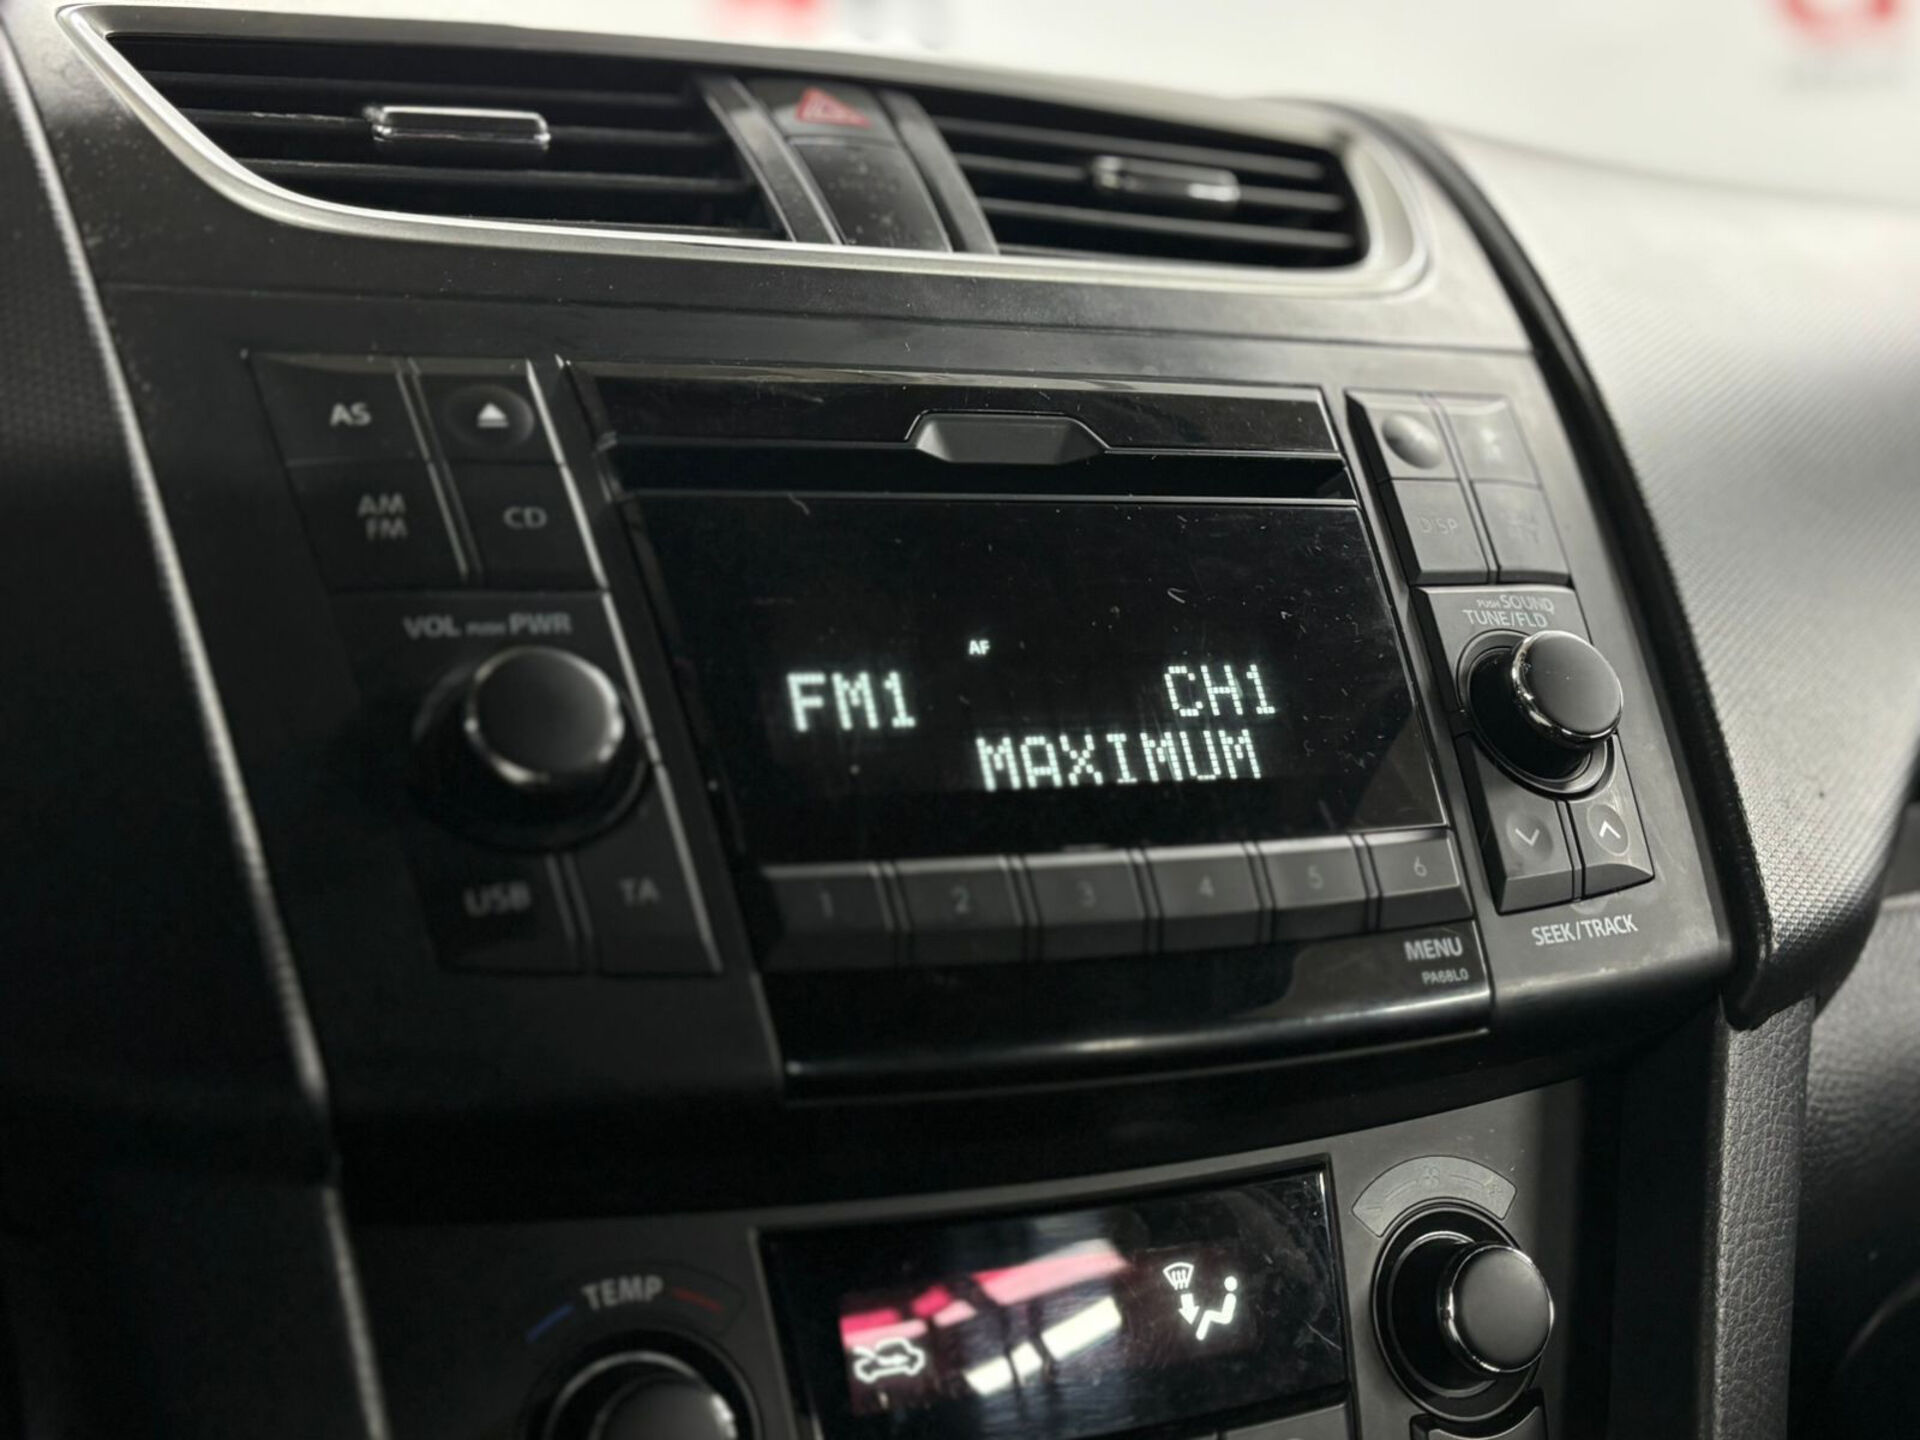 AS
AM
FM
CD
VOL PUSH PWR
USB
TA
AF
FM1
CH1
MAXIMUM
1 2 3 4 5 6
MENU
PA68L0
DISP
PUSH SOUND
TUNE/FLD
SEEK/TRACK
TEMP